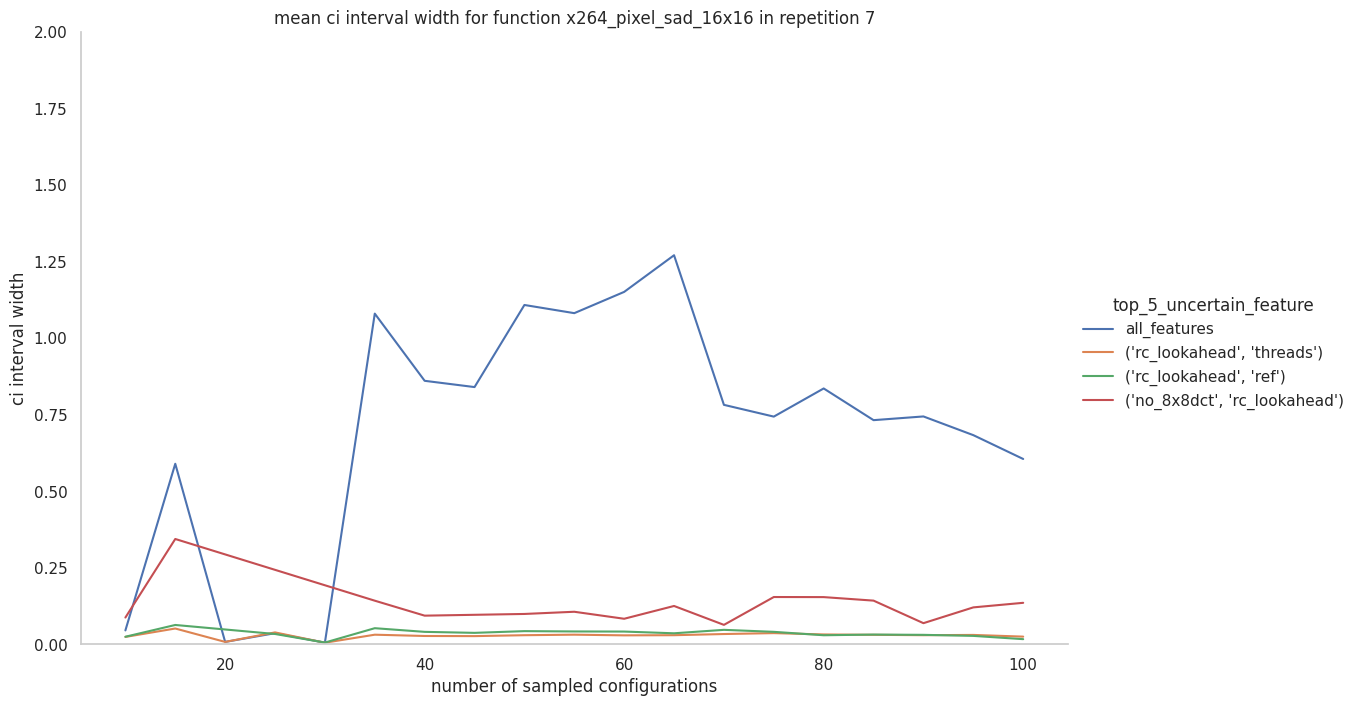 mean ci interval width for function x264_pixel_sad_16x16 in repetition 7
2.00
1.75
1.50
1.25
1.00
0.75
0.50
0.25
0.00
ci interval width
20
40
60
80
100
number of sampled configurations
top_5_uncertain_feature
all_features
('rc_lookahead', 'threads')
('rc_lookahead', 'ref')
('no_8x8dct', 'rc_lookahead')